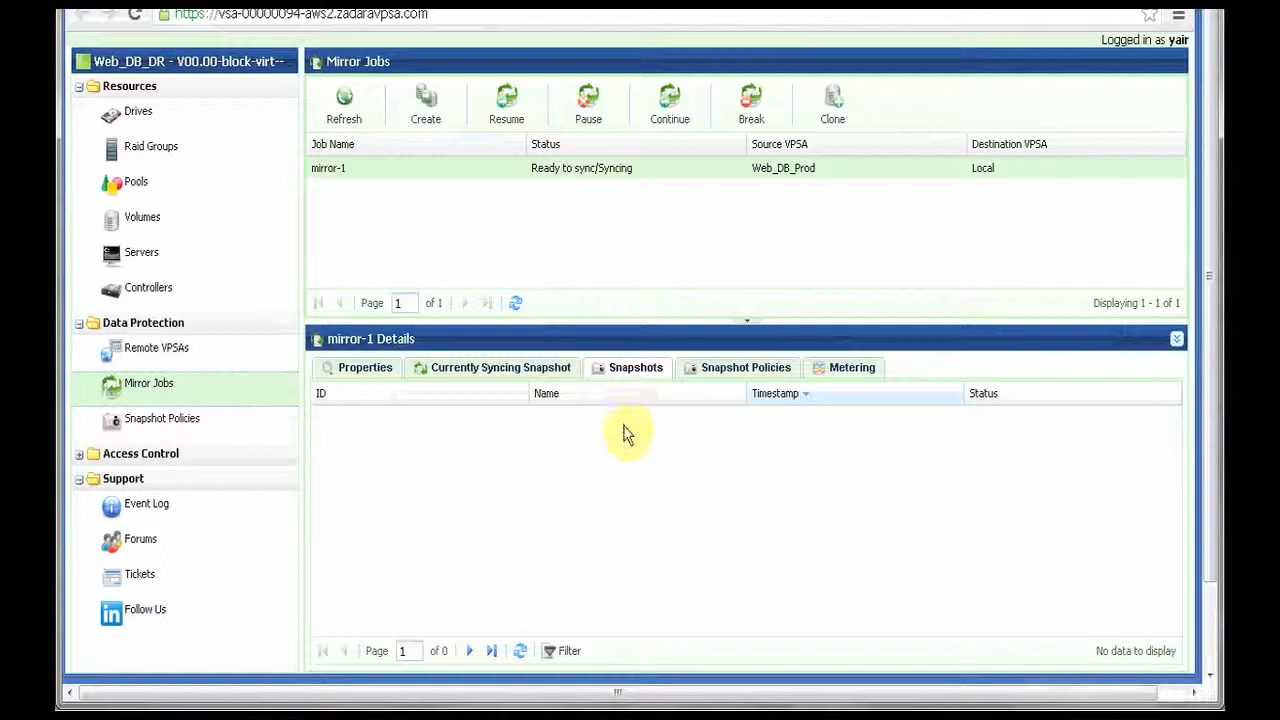 https://vsa-00000094-aws2.zadaravpsa.com
Logged in as yair
Web_DB_DR - V00.00-block-virt--
Resources
Drives
Raid Groups
Pools
Volumes
Servers
Controllers
Data Protection
Remote VPSAs
Mirror Jobs
Snapshot Policies
Access Control
Support
Event Log
Forums
Tickets
in Follow Us
Mirror Jobs
Refresh Create Resume Pause Continue Break Clone
Job Name Status Source VPSA Destination VPSA
mirror-1 Ready to sync/Syncing Web_DB_Prod Local
Page 1 of 1 Displaying 1 - 1 of 1
mirror-1 Details
Properties Currently Syncing Snapshot Snapshots Snapshot Policies Metering
ID Name Timestamp Status
Page 1 of 0 Filter No data to display